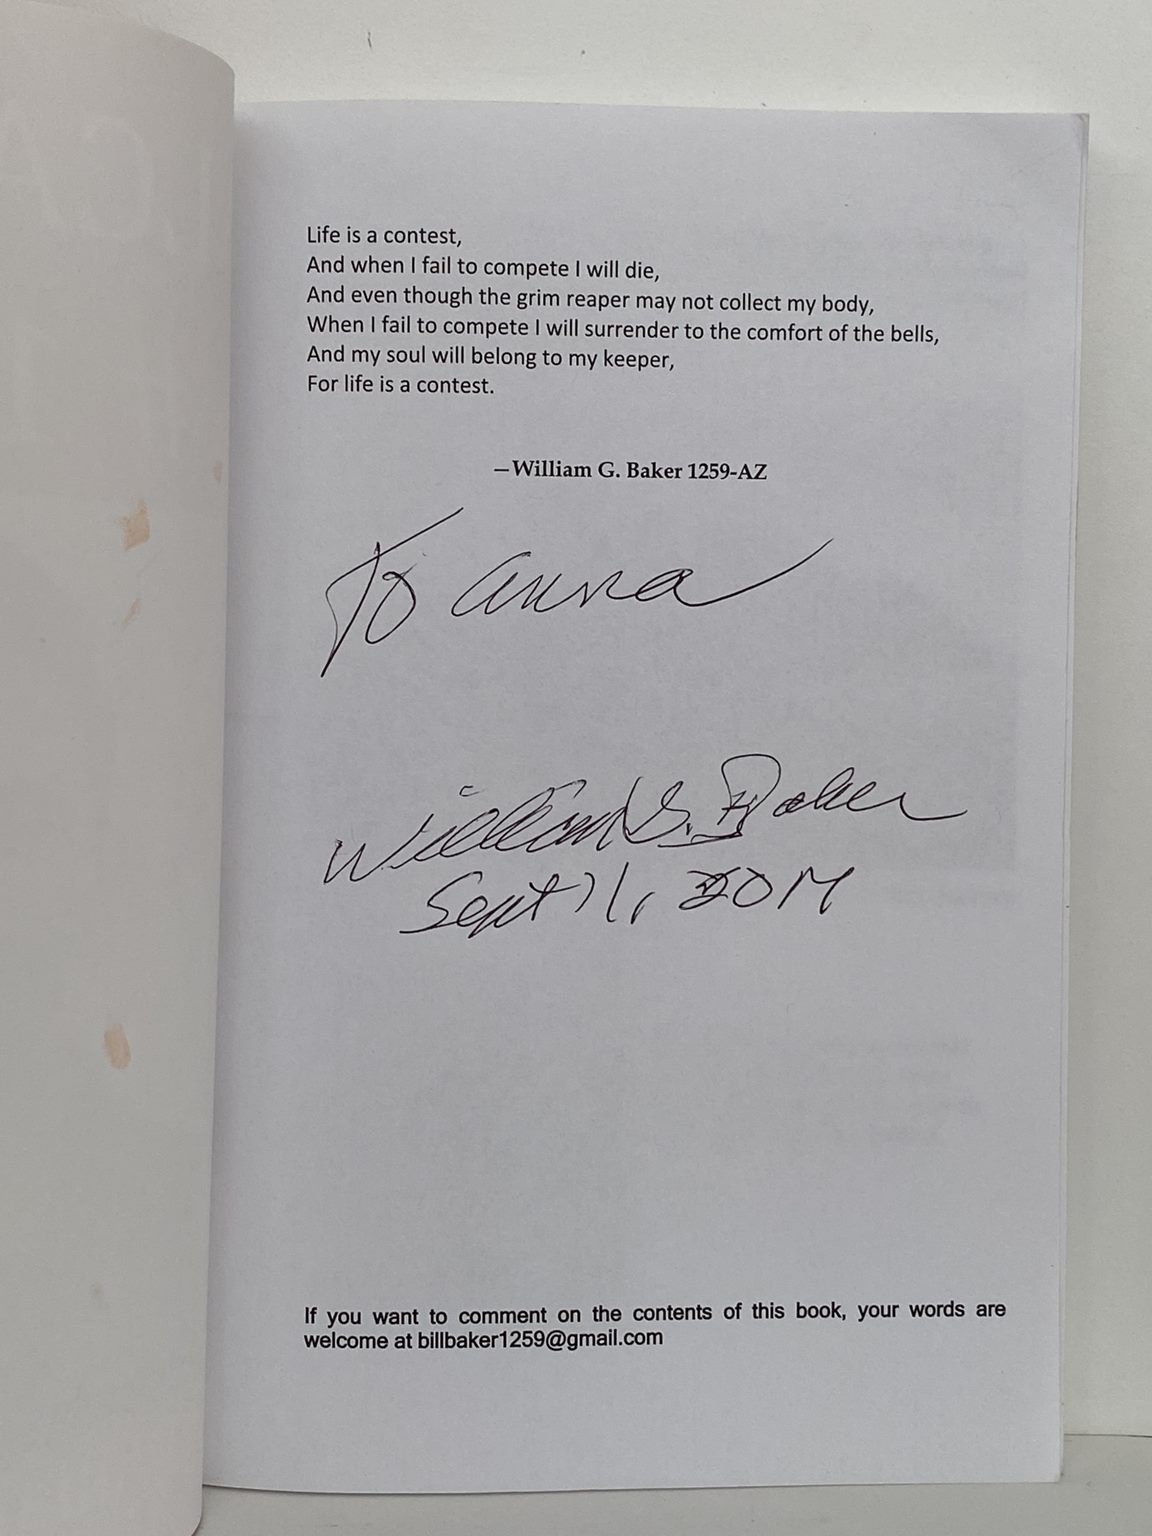 Life is a contest,
And when I fail to compete I will die,
And even though the grim reaper may not collect my body,
When I fail to compete I will surrender to the comfort of the bells,
And my soul will belong to my keeper,
For life is a contest.
—William G. Baker 1259-AZ
To Anna
William G. Baker
Sept 11, 2017
If you want to comment on the contents of this book, your words are
welcome at billbaker1259@gmail.com